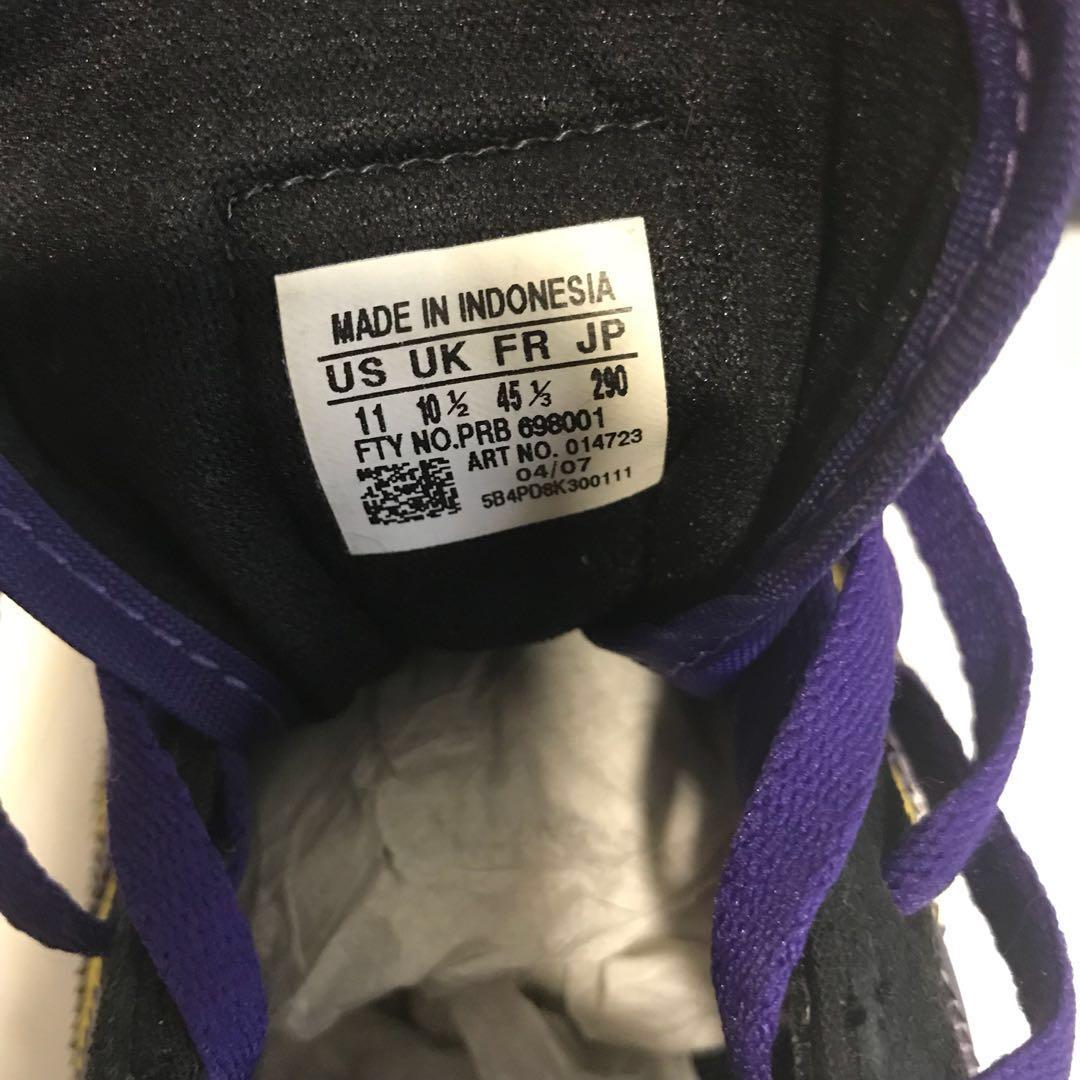 MADE IN INDONESIA
US UK FR JP
11 10 ½ 45 ⅓ 290
FTY NO.PRB 698001
ART NO. 014723
04/07
5B4PD8K300111